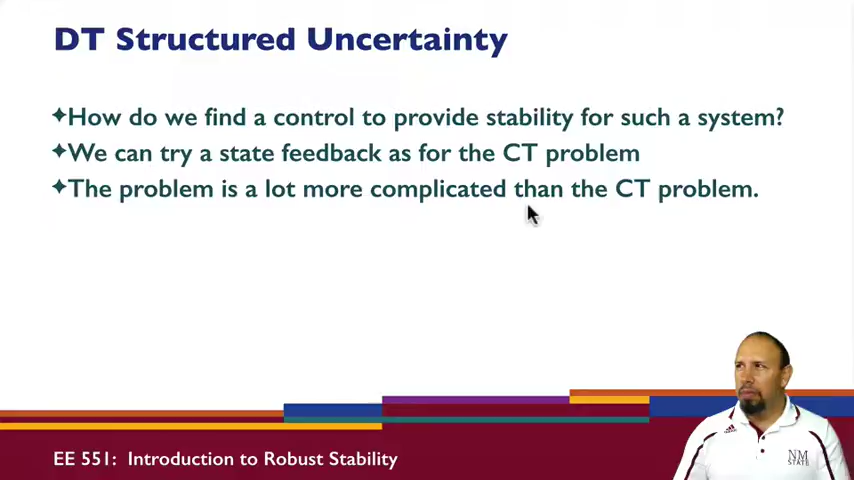 DT Structured Uncertainty
✦How do we find a control to provide stability for such a system?
✦We can try a state feedback as for the CT problem
✦The problem is a lot more complicated than the CT problem.
NM
STATE
EE 551: Introduction to Robust Stability